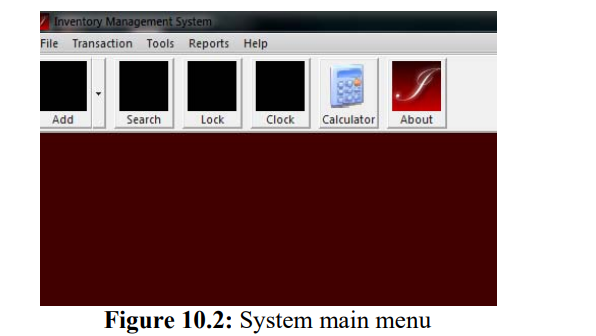 Inventory Management System
File Transaction Tools Reports Help
Add Search Lock Clock Calculator About
Figure 10.2: System main menu